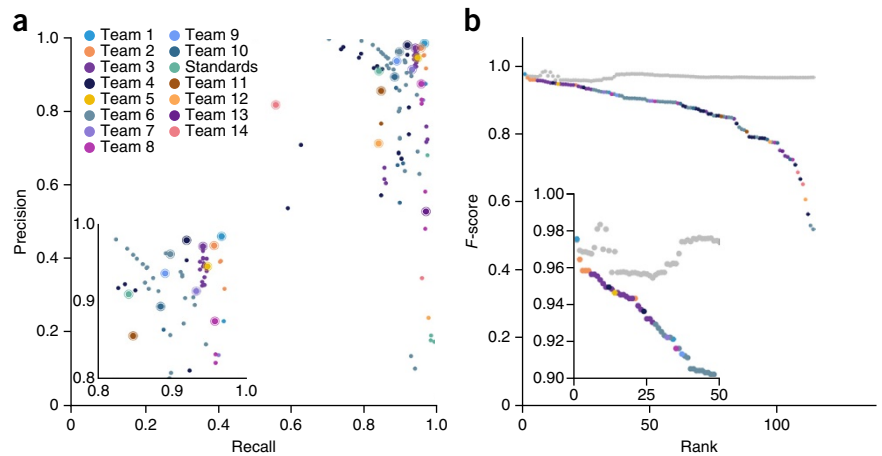 a
b
Team 1
Team 2
Team 3
Team 4
Team 5
Team 6
Team 7
Team 8
Team 9
Team 10
Standards
Team 11
Team 12
Team 13
Team 14
1.0
0.8
0.6
0.4
0.2
0
Precision
0 0.2 0.4 0.6 0.8 1.0
Recall
1.0
0.9
0.8
0.8 0.9 1.0
1.0
0.8
0.6
0.4
0.2
0
F-score
0 50 100
Rank
1.00
0.98
0.96
0.94
0.92
0.90
0 25 50